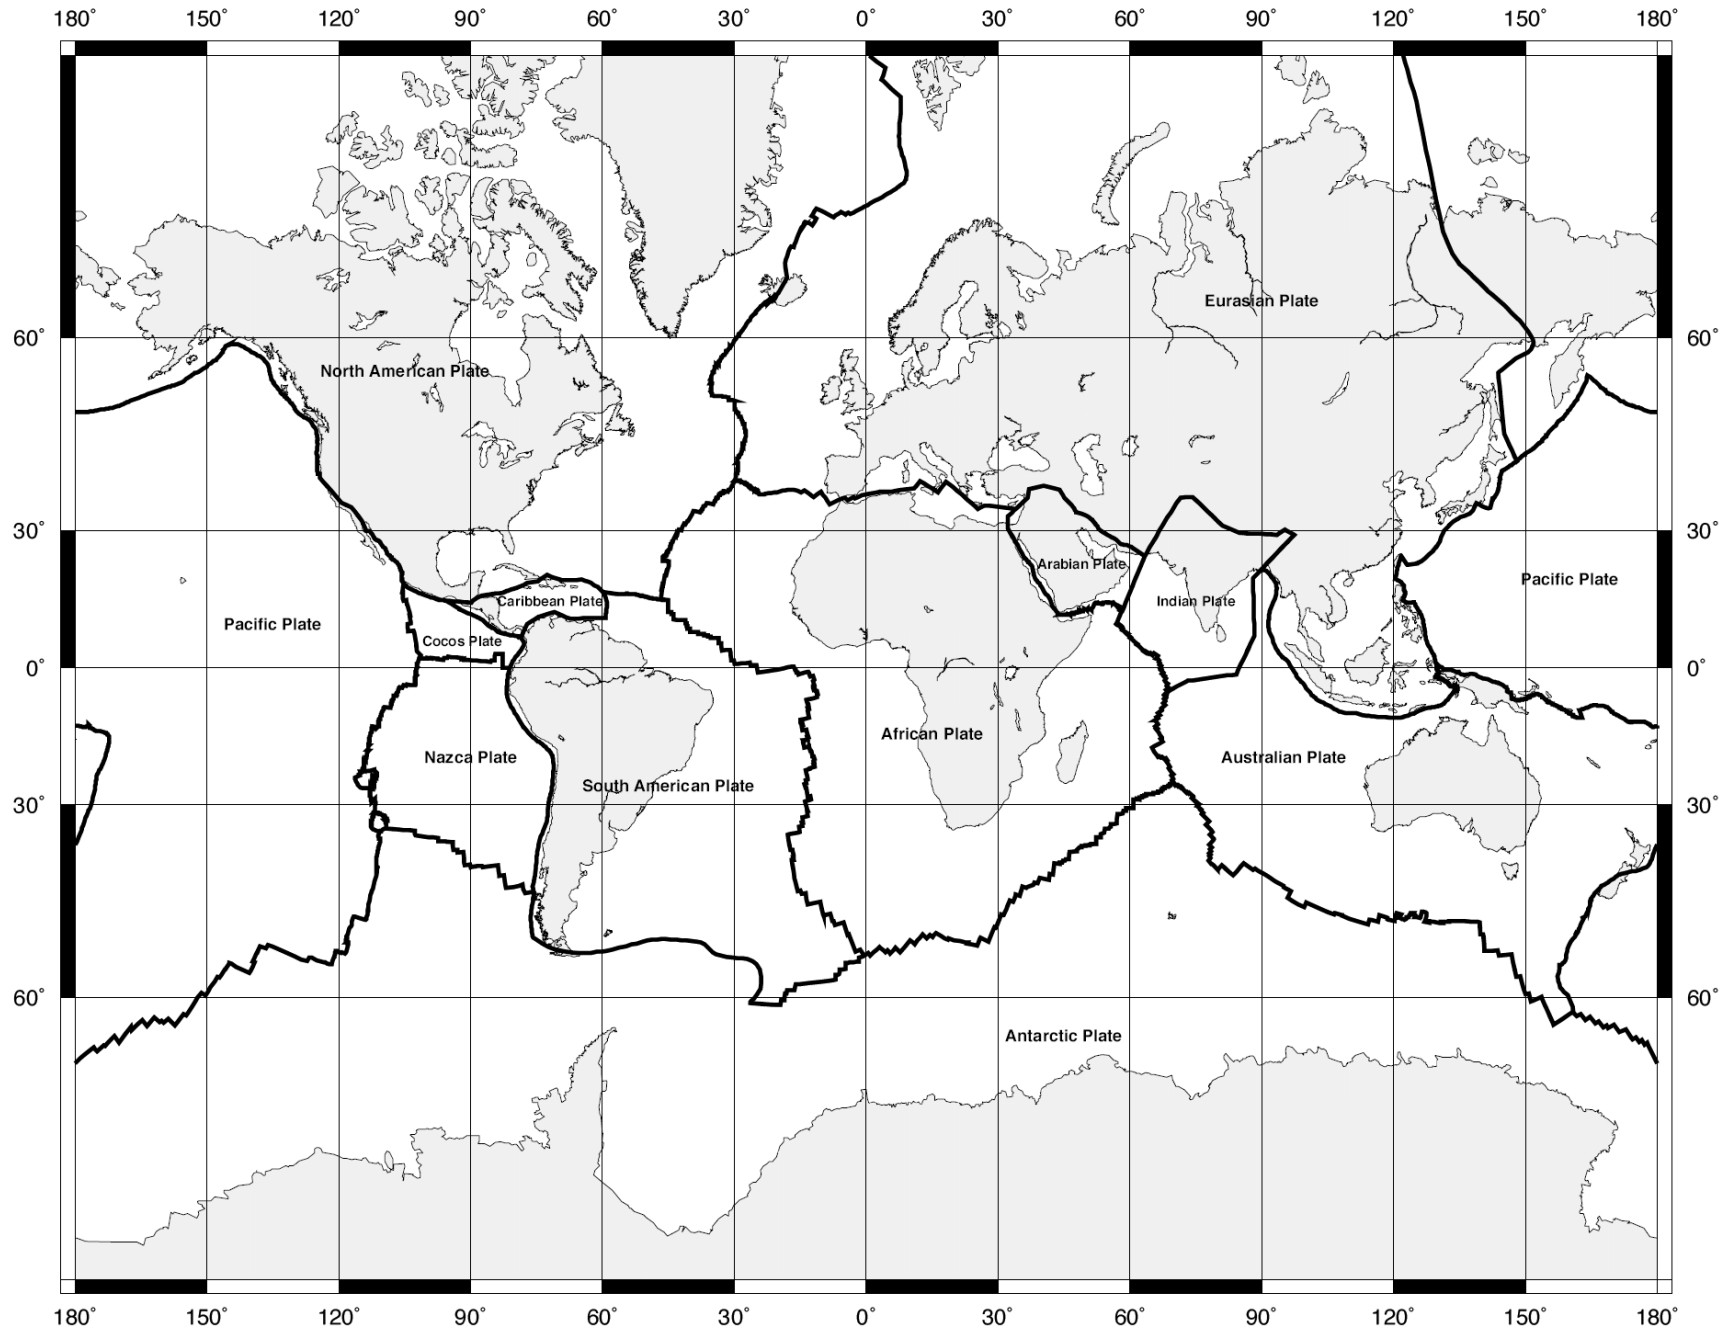 180° 150° 120° 90° 60° 30° 0° 30° 60° 90° 120° 150° 180°
Eurasian Plate
60° 60°
North American Plate
30° 30°
Arabian Plate
Pacific Plate
Caribbean Plate Indian Plate
Pacific Plate
Cocos Plate
0° 0°
African Plate
Nazca Plate Australian Plate
South American Plate
30° 30°
60° 60°
Antarctic Plate
180° 150° 120° 90° 60° 30° 0° 30° 60° 90° 120° 150° 180°